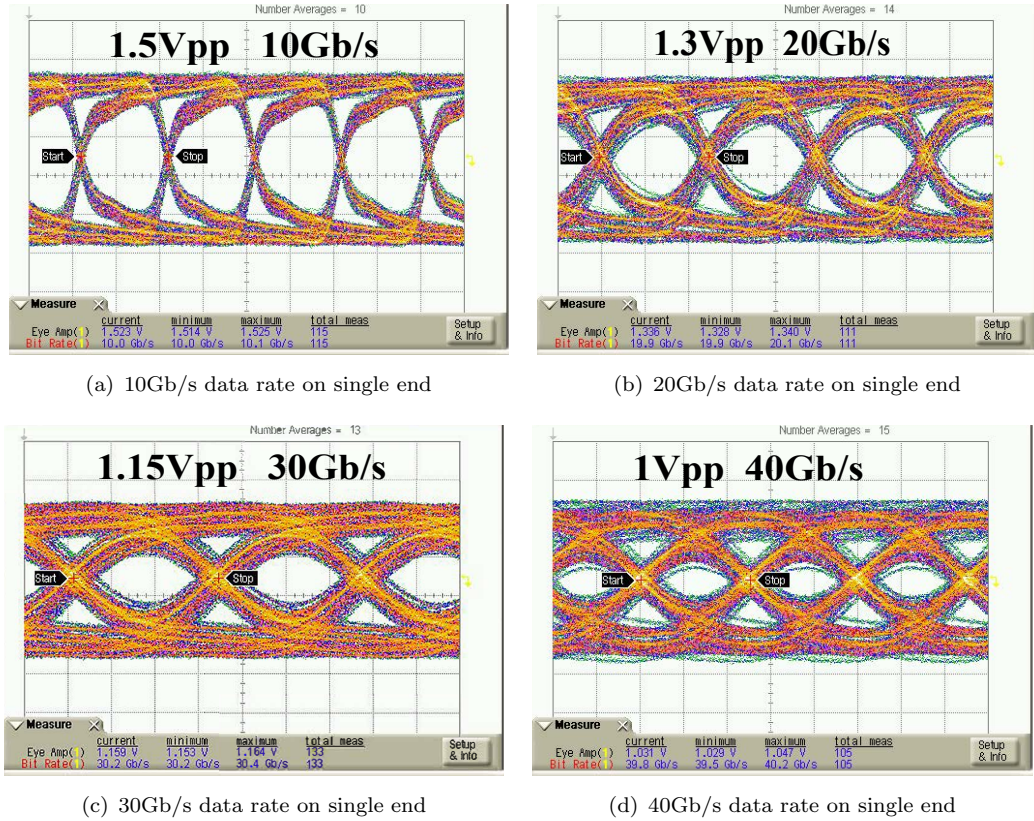 Number Averages = 10
1.5Vpp 10Gb/s
Start Stop
Measure
current minimum maximum total meas
Eye Amp(1) 1.523 V 1.514 V 1.525 V 115
Bit Rate(1) 10.0 Gb/s 10.0 Gb/s 10.1 Gb/s 115
Setup
& Info
(a) 10Gb/s data rate on single end
Number Averages = 14
1.3Vpp 20Gb/s
Start Stop
Measure
current minimum maximum total meas
Eye Amp(1) 1.336 V 1.328 V 1.340 V 111
Bit Rate(1) 19.9 Gb/s 19.9 Gb/s 20.1 Gb/s 111
Setup
& Info
(b) 20Gb/s data rate on single end
Number Averages = 13
1.15Vpp 30Gb/s
Start Stop
Measure
current minimum maximum total meas
Eye Amp(1) 1.159 V 1.153 V 1.164 V 133
Bit Rate(1) 30.2 Gb/s 30.2 Gb/s 30.4 Gb/s 133
Setup
& Info
(c) 30Gb/s data rate on single end
Number Averages = 15
1Vpp 40Gb/s
Start Stop
Measure
current minimum maximum total meas
Eye Amp(1) 1.031 V 1.029 V 1.047 V 105
Bit Rate(1) 39.8 Gb/s 39.5 Gb/s 40.2 Gb/s 105
Setup
& Info
(d) 40Gb/s data rate on single end